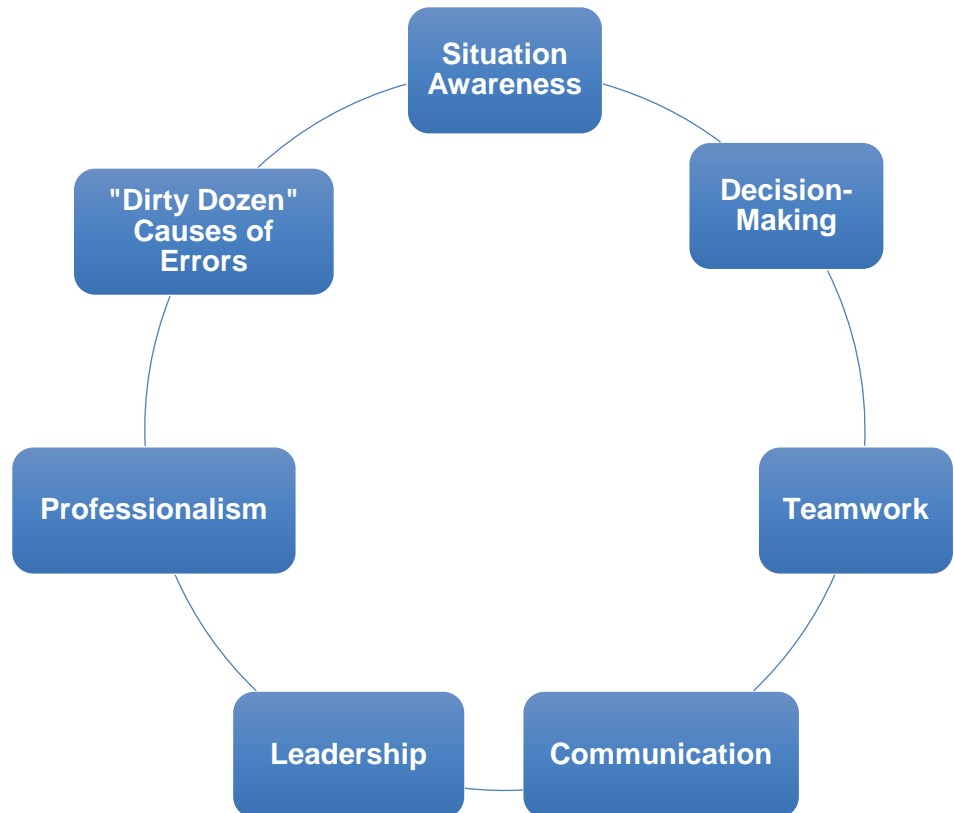 Situation
Awareness
Decision-
Making
Teamwork
Communication
Leadership
Professionalism
"Dirty Dozen"
Causes of
Errors